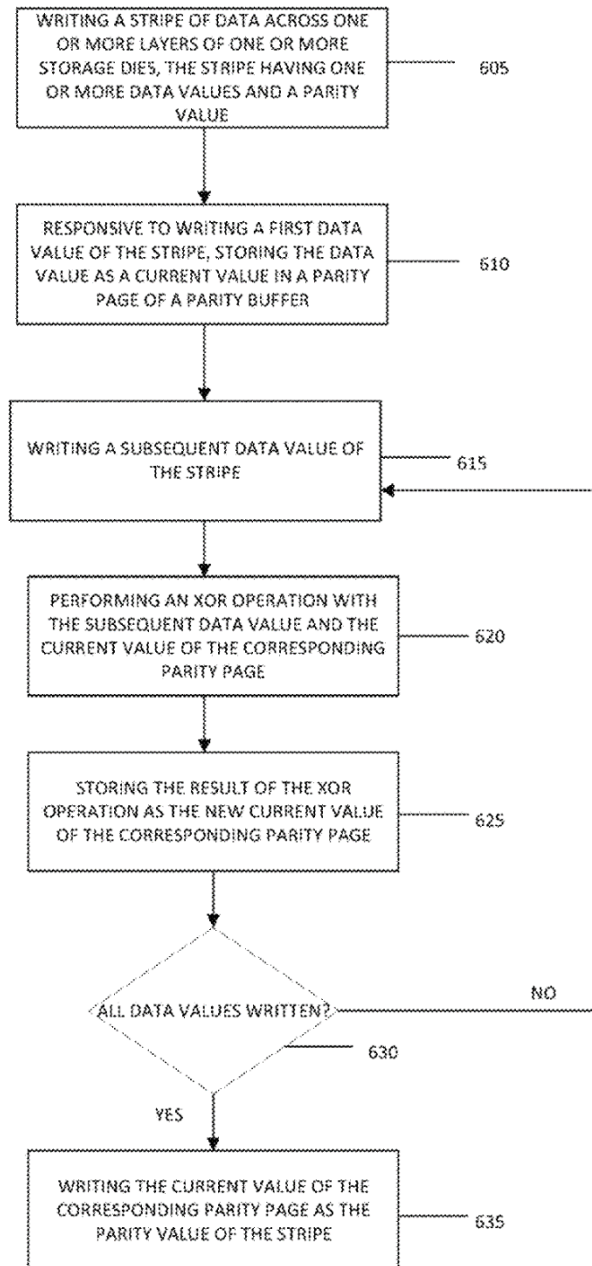 WRITING A STRIPE OF DATA ACROSS ONE
OR MORE LAYERS OF ONE OR MORE
STORAGE DIES, THE STRIPE HAVING ONE
OR MORE DATA VALUES AND A PARITY
VALUE
605
RESPONSIVE TO WRITING A FIRST DATA
VALUE OF THE STRIPE, STORING THE DATA
VALUE AS A CURRENT VALUE IN A PARITY
PAGE OF A PARITY BUFFER
610
WRITING A SUBSEQUENT DATA VALUE OF
THE STRIPE
615
PERFORMING AN XOR OPERATION WITH
THE SUBSEQUENT DATA VALUE AND THE
CURRENT VALUE OF THE CORRESPONDING
PARITY PAGE
620
STORING THE RESULT OF THE XOR
OPERATION AS THE NEW CURRENT VALUE
OF THE CORRESPONDING PARITY PAGE
625
ALL DATA VALUES WRITTEN?
NO
630
YES
WRITING THE CURRENT VALUE OF THE
CORRESPONDING PARITY PAGE AS THE
PARITY VALUE OF THE STRIPE
635